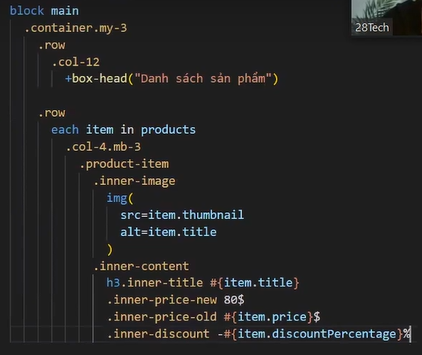 block main
  .container.my-3
    .row
      .col-12
        +box-head("Danh sách sản phẩm")

    .row
      each item in products
        .col-4.mb-3
          .product-item
            .inner-image
              img(
                src=item.thumbnail
                alt=item.title
              )
            .inner-content
              h3.inner-title #{item.title}
              .inner-price-new 80$
              .inner-price-old #{item.price}$
              .inner-discount -#{item.discountPercentage}%
28Tech